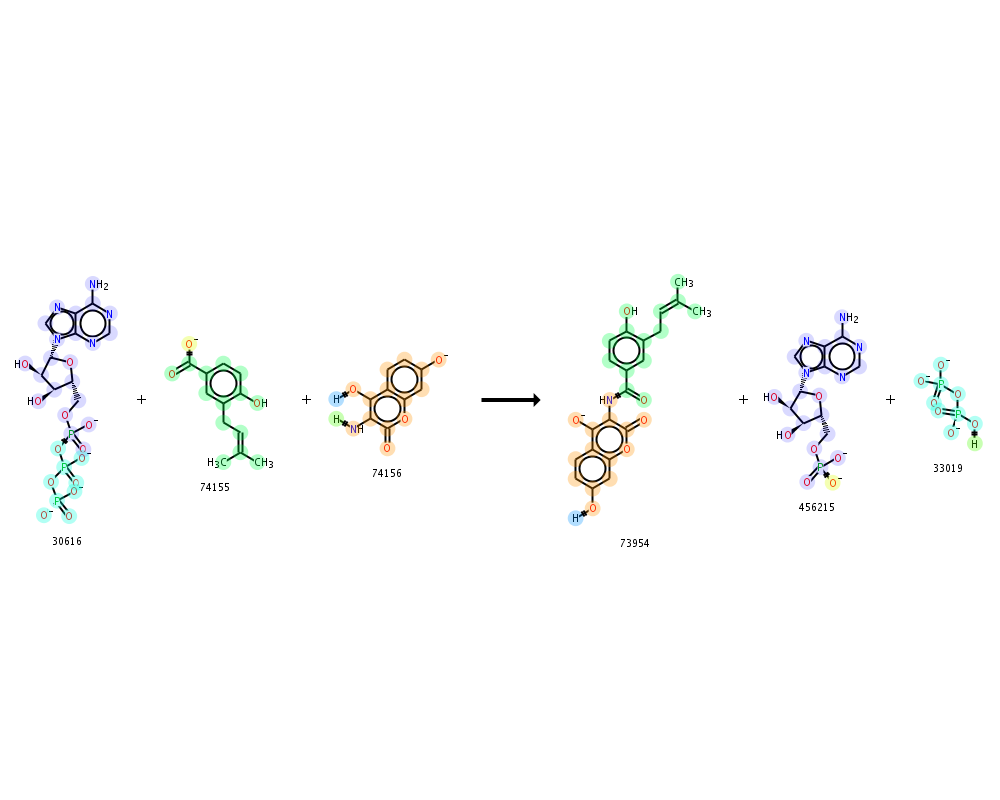 NH2
N
N
N
N
HO
O
HO
O
P
O-
O
O
P
O-
O
O
P
O-
O-
O
30616
+
O-
O
OH
H3C
CH3
74155
+
O-
H
O
H
NH
O
O
74156
CH3
CH3
OH
HN
O
O-
O
O
O
H
73954
+
NH2
N
N
N
N
HO
O
HO
O
P
O-
O
O-
456215
+
O-
O-
P
O
O
O
P
O
O-
H
33019